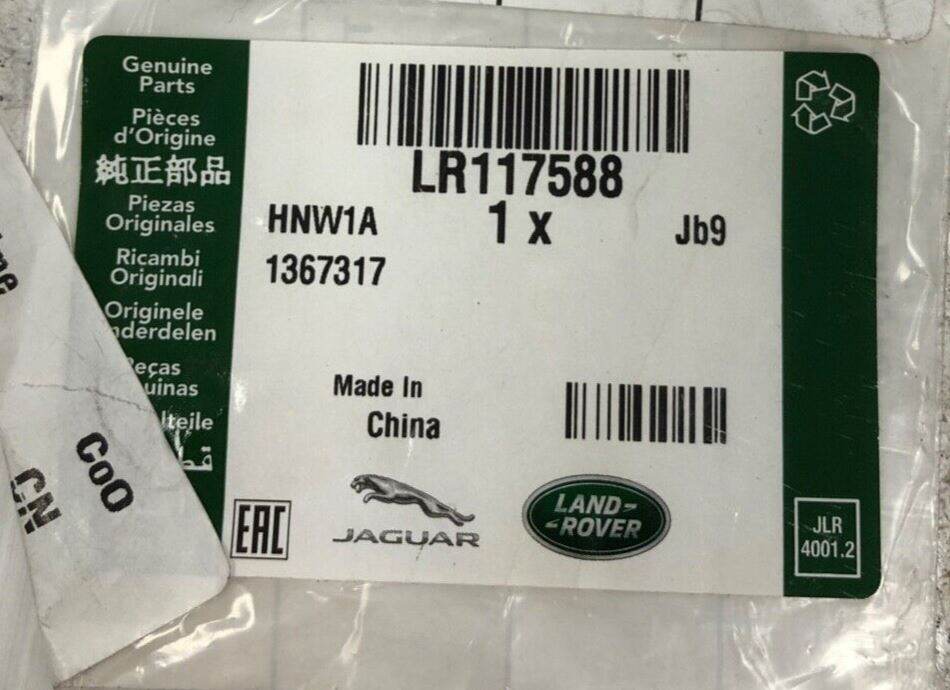 Genuine
Parts
Pièces
d'Origine
純正部品
Piezas
Originales
Ricambi
Originali
Originele
LR117588
HNW1A
1 x
Jb9
1367317
Made In
China
EAC
JAGUAR
LAND-
-ROVER
JLR
4001.2
CoO
CN